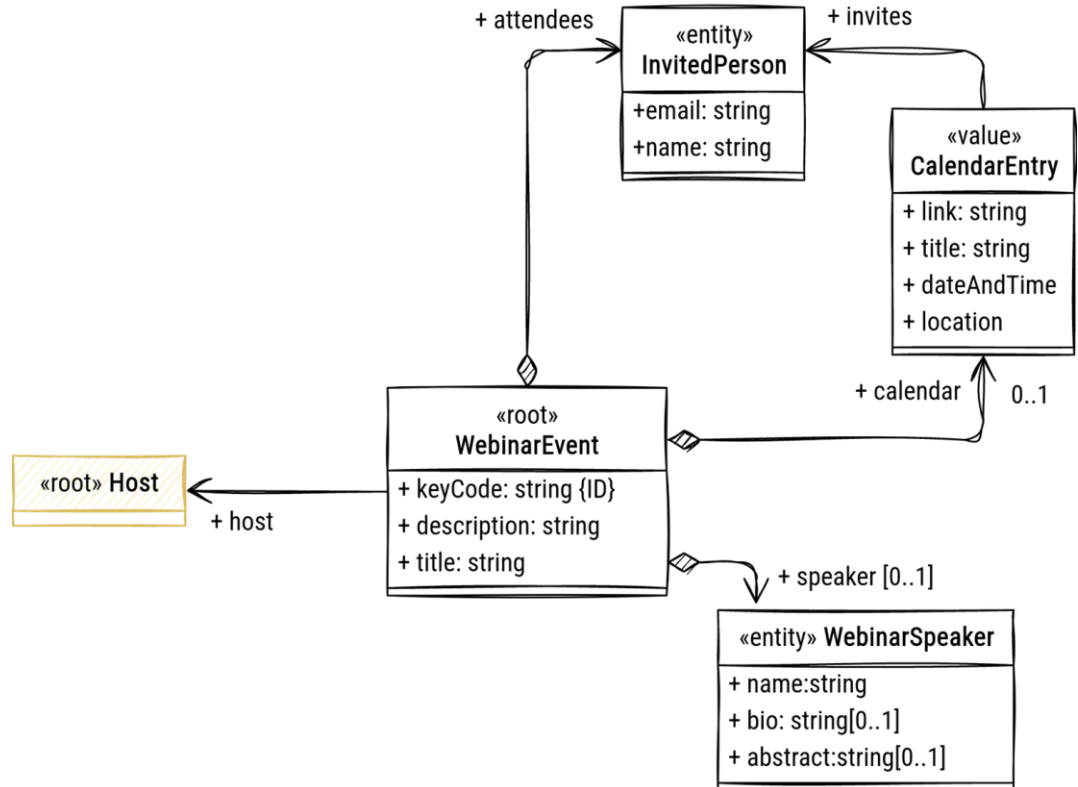 + attendees
+ invites
«entity»
InvitedPerson
+email: string
+name: string
«value»
CalendarEntry
+ link: string
+ title: string
+ dateAndTime
+ location
+ calendar
0..1
«root»
WebinarEvent
+ keyCode: string {ID}
+ description: string
+ title: string
«root» Host
+ host
+ speaker [0..1]
«entity» WebinarSpeaker
+ name:string
+ bio: string[0..1]
+ abstract:string[0..1]